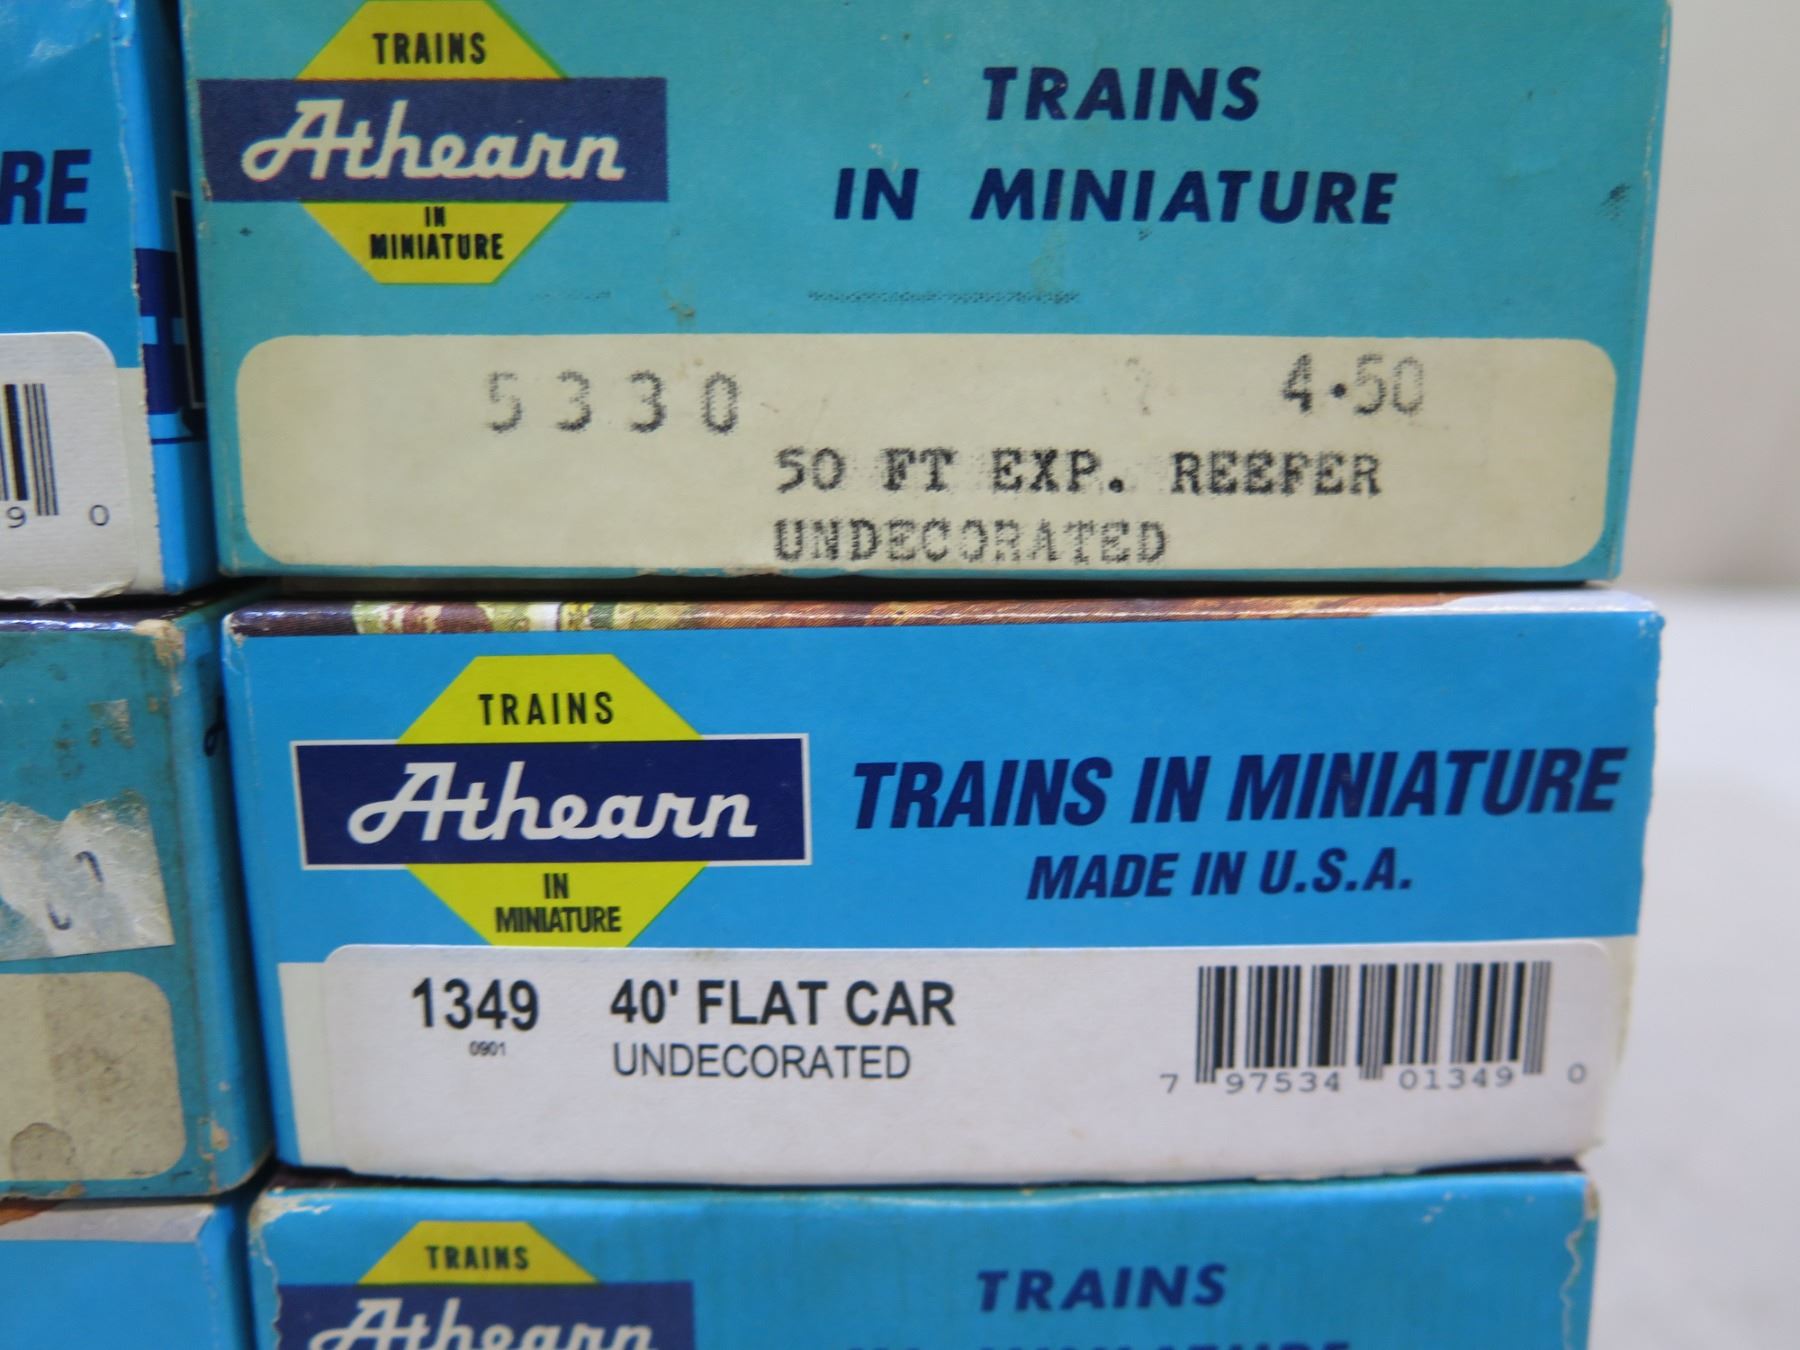 TRAINS
Athearn
IN
MINIATURE
TRAINS
IN MINIATURE
5330 4.50
50 FT EXP. REEFER
UNDECORATED
RE
9 0
TRAINS
Athearn
IN
MINIATURE
TRAINS IN MINIATURE
MADE IN U.S.A.
1349 40' FLAT CAR
0901 UNDECORATED
7 97534 01349 0
TRAINS
Athearn
TRAINS